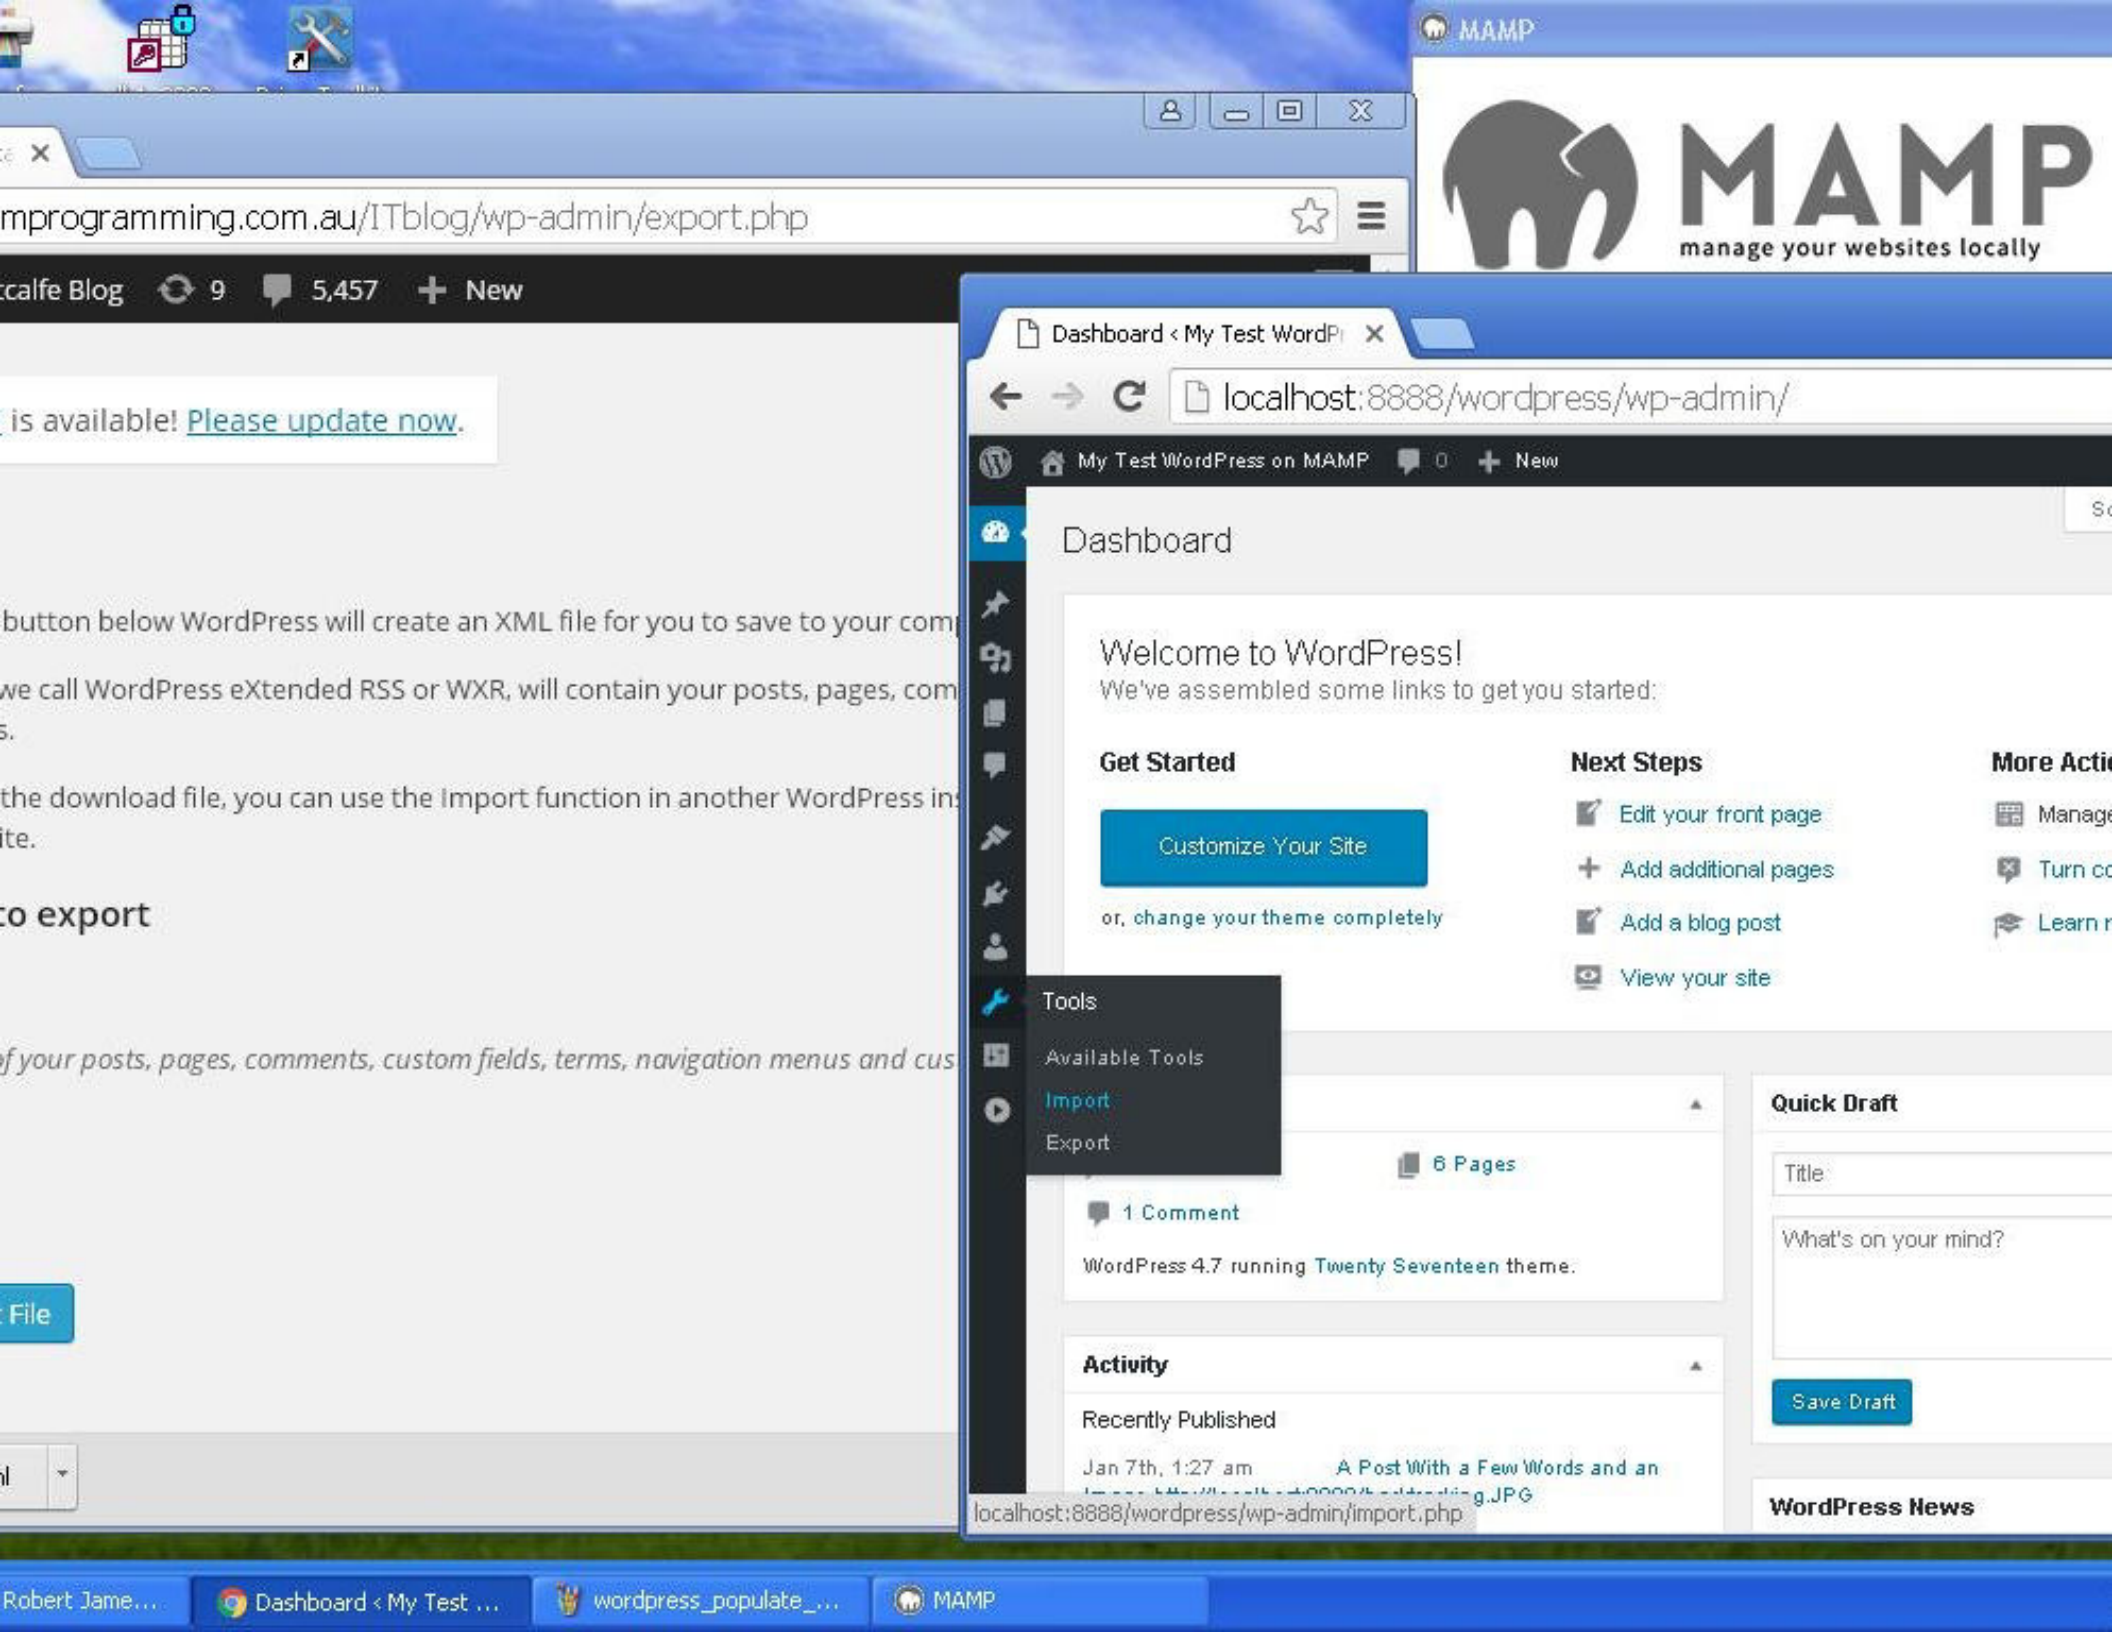 MAMP
MAMP
manage your websites locally
mprogramming.com.au/ITblog/wp-admin/export.php
calfe Blog 9 5,457 + New
is available! Please update now.
button below WordPress will create an XML file for you to save to your com
we call WordPress eXtended RSS or WXR, will contain your posts, pages, com
s.
the download file, you can use the Import function in another WordPress ins
ite.
to export
of your posts, pages, comments, custom fields, terms, navigation menus and cus
File
Dashboard ‹ My Test WordPr
localhost:8888/wordpress/wp-admin/
My Test WordPress on MAMP 0 + New
Dashboard
Welcome to WordPress!
We've assembled some links to get you started:
Get Started
Customize Your Site
or, change your theme completely
Next Steps
Edit your front page
Add additional pages
Add a blog post
View your site
More Acti
Manage
Turn co
Learn
Tools
Available Tools
Import
Export
6 Pages
1 Comment
WordPress 4.7 running Twenty Seventeen theme.
Activity
Recently Published
Jan 7th, 1:27 am A Post With a Few Words and an
g.JPG
localhost:8888/wordpress/wp-admin/import.php
Quick Draft
Title
What's on your mind?
Save Draft
WordPress News
Robert Jame...
Dashboard ‹ My Test ...
wordpress_populate_...
MAMP